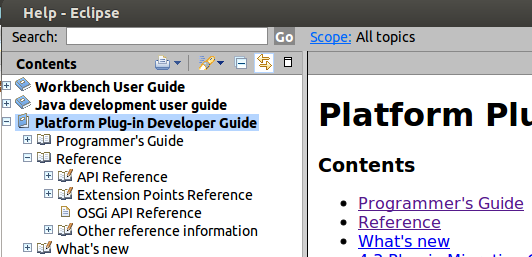 Help - Eclipse
Search: Go Scope: All topics
Contents
Workbench User Guide
Java development user guide
Platform Plug-in Developer Guide
Programmer's Guide
Reference
API Reference
Extension Points Reference
OSGi API Reference
Other reference information
What's new
Platform Plu
Contents
Programmer's Guide
Reference
What's new